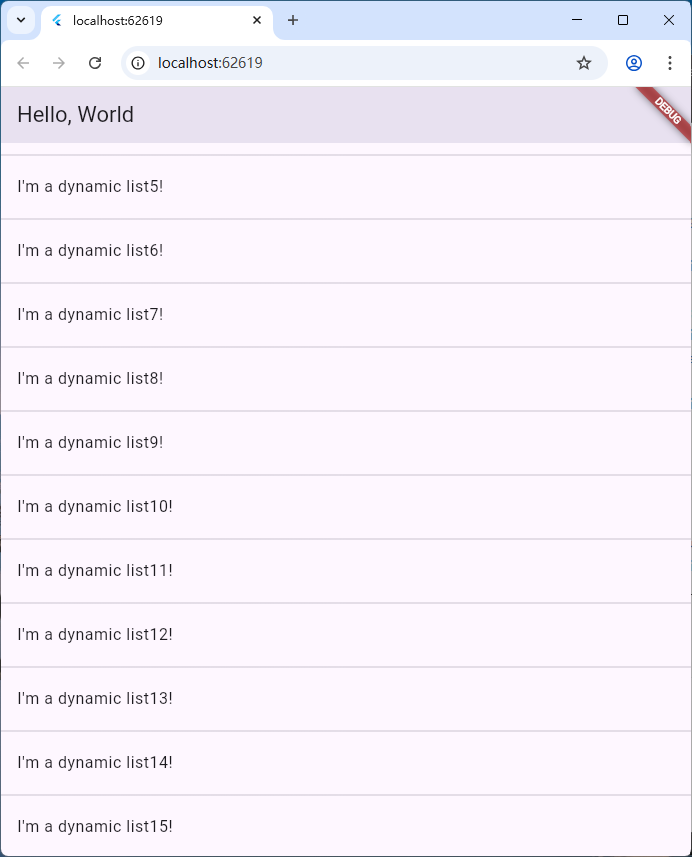 localhost:62619
localhost:62619
Hello, World
DEBUG
I'm a dynamic list5!
I'm a dynamic list6!
I'm a dynamic list7!
I'm a dynamic list8!
I'm a dynamic list9!
I'm a dynamic list10!
I'm a dynamic list11!
I'm a dynamic list12!
I'm a dynamic list13!
I'm a dynamic list14!
I'm a dynamic list15!